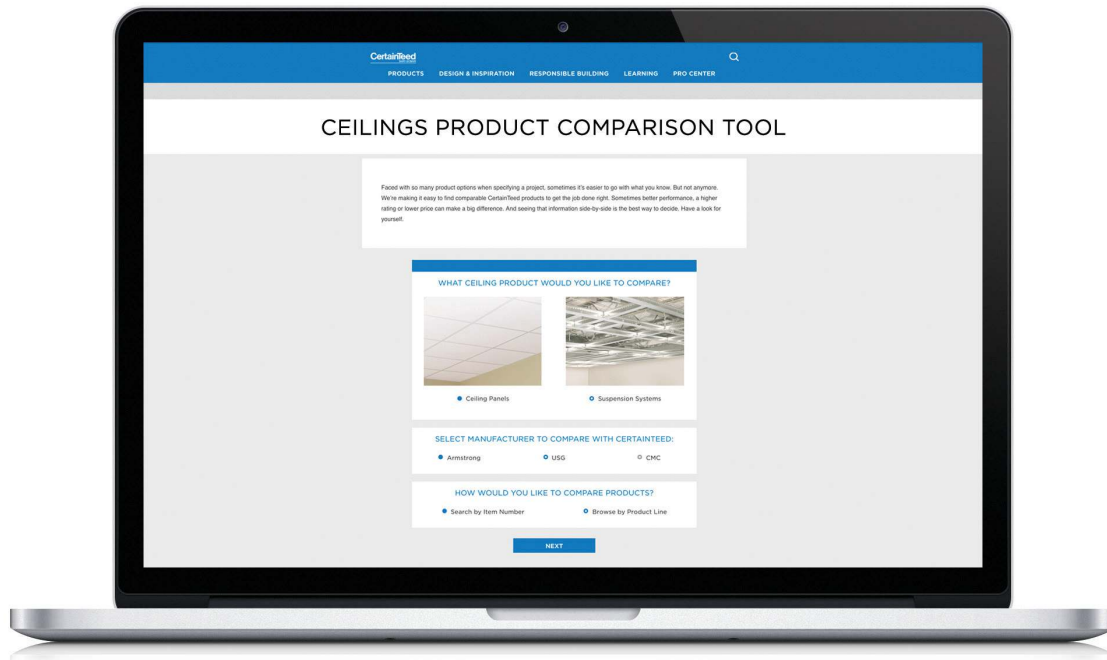 CertainTeed
PRODUCTS DESIGN & INSPIRATION RESPONSIBLE BUILDING LEARNING PRO CENTER
CEILINGS PRODUCT COMPARISON TOOL
Faced with so many product options when specifying a project, sometimes it's easier to go with what you know. But not anymore.
We're making it easy to find comparable CertainTeed products to get the job done right. Sometimes better performance, a higher
rating or lower price can make a big difference. And seeing that information side-by-side is the best way to decide. Have a look for
yourself.
WHAT CEILING PRODUCT WOULD YOU LIKE TO COMPARE?
Ceiling Panels Suspension Systems
SELECT MANUFACTURER TO COMPARE WITH CERTAINTEED:
Armstrong USG CMC
HOW WOULD YOU LIKE TO COMPARE PRODUCTS?
Search by Item Number Browse by Product Line
NEXT